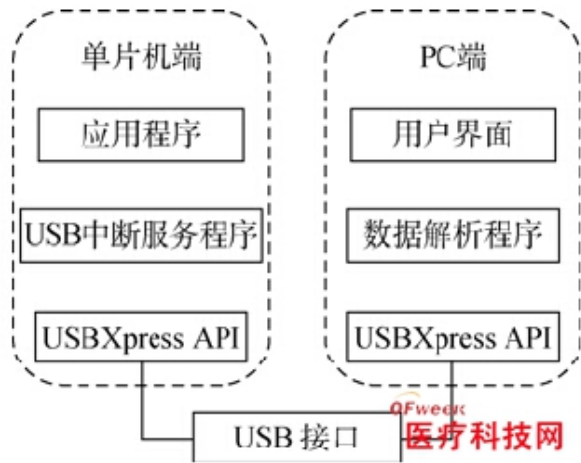 单片机端
应用程序
USB中断服务程序
USBXpress API
PC端
用户界面
数据解析程序
USBXpress API
USB 接口
OFweek
医疗科技网